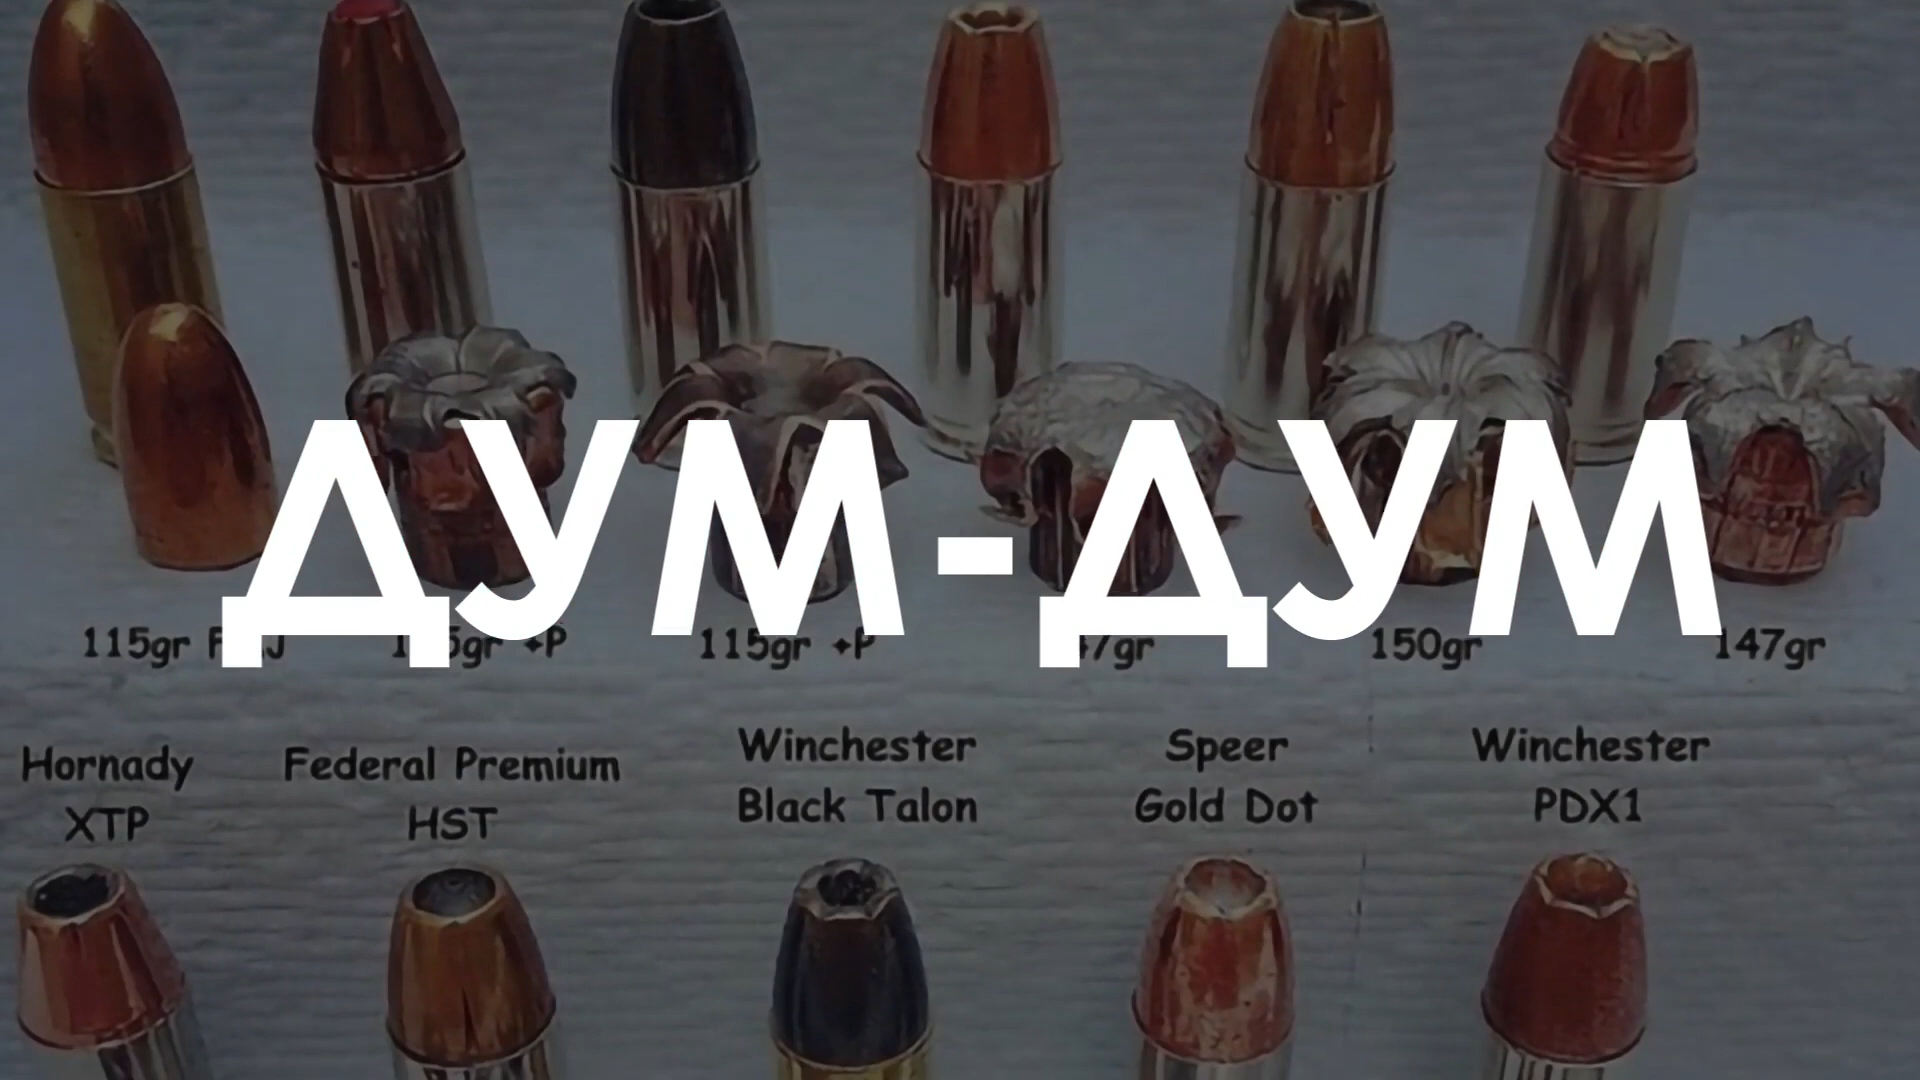 ДУМ-ДУМ
115gr
115gr +P
147gr
150gr
147gr
Hornady
XTP
Federal Premium
HST
Winchester
Black Talon
Speer
Gold Dot
Winchester
PDX1